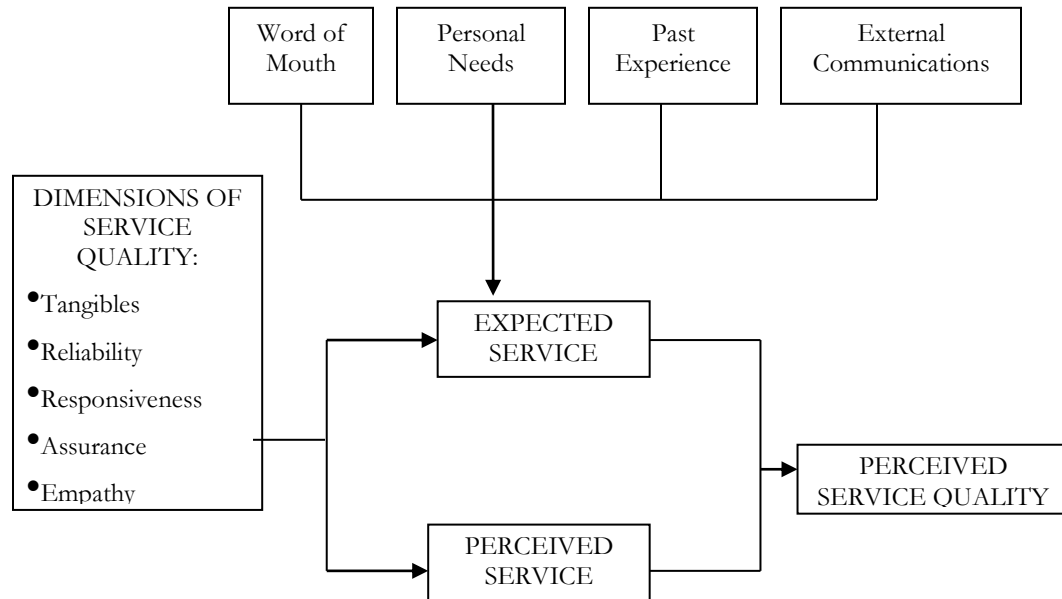 Word of
Mouth
Personal
Needs
Past
Experience
External
Communications
DIMENSIONS OF
SERVICE
QUALITY:
•Tangibles
•Reliability
•Responsiveness
•Assurance
•Empathy
EXPECTED
SERVICE
PERCEIVED
SERVICE
PERCEIVED
SERVICE QUALITY